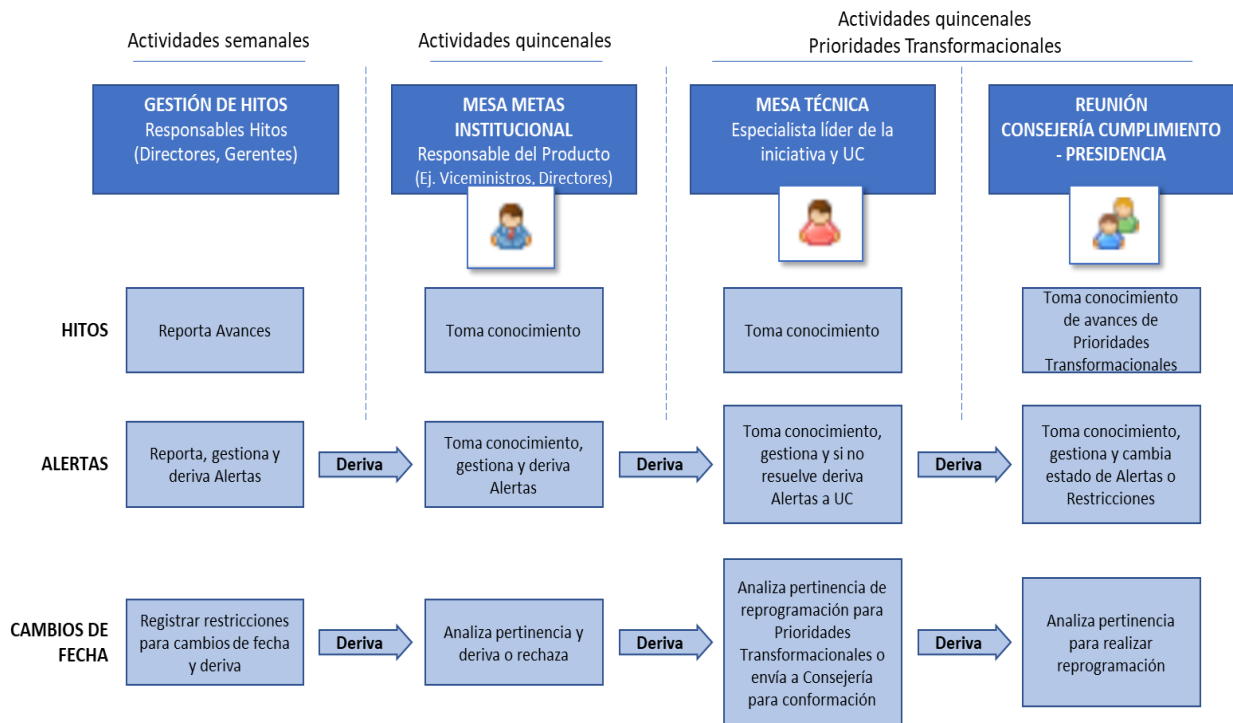 Actividades semanales
Actividades quincenales
Actividades quincenales
Prioridades Transformacionales
GESTIÓN DE HITOS
Responsables Hitos
(Directores, Gerentes)
MESA METAS
INSTITUCIONAL
Responsable del Producto
(Ej. Viceministros, Directores)
MESA TÉCNICA
Especialista líder de la
iniciativa y UC
REUNIÓN
CONSEJERÍA CUMPLIMIENTO
- PRESIDENCIA
HITOS
Reporta Avances
Toma conocimiento
Toma conocimiento
Toma conocimiento
de avances de
Prioridades
Transformacionales
ALERTAS
Reporta, gestiona y
deriva Alertas
Deriva
Toma conocimiento,
gestiona y deriva
Alertas
Deriva
Toma conocimiento,
gestiona y si no
resuelve deriva
Alertas a UC
Deriva
Toma conocimiento,
gestiona y cambia
estado de Alertas o
Restricciones
CAMBIOS DE
FECHA
Registrar restricciones
para cambios de fecha
y deriva
Deriva
Analiza pertinencia y
deriva o rechaza
Deriva
Analiza pertinencia de
reprogramación para
Prioridades
Transformacionales o
envía a Consejería
para conformación
Deriva
Analiza pertinencia
para realizar
reprogramación